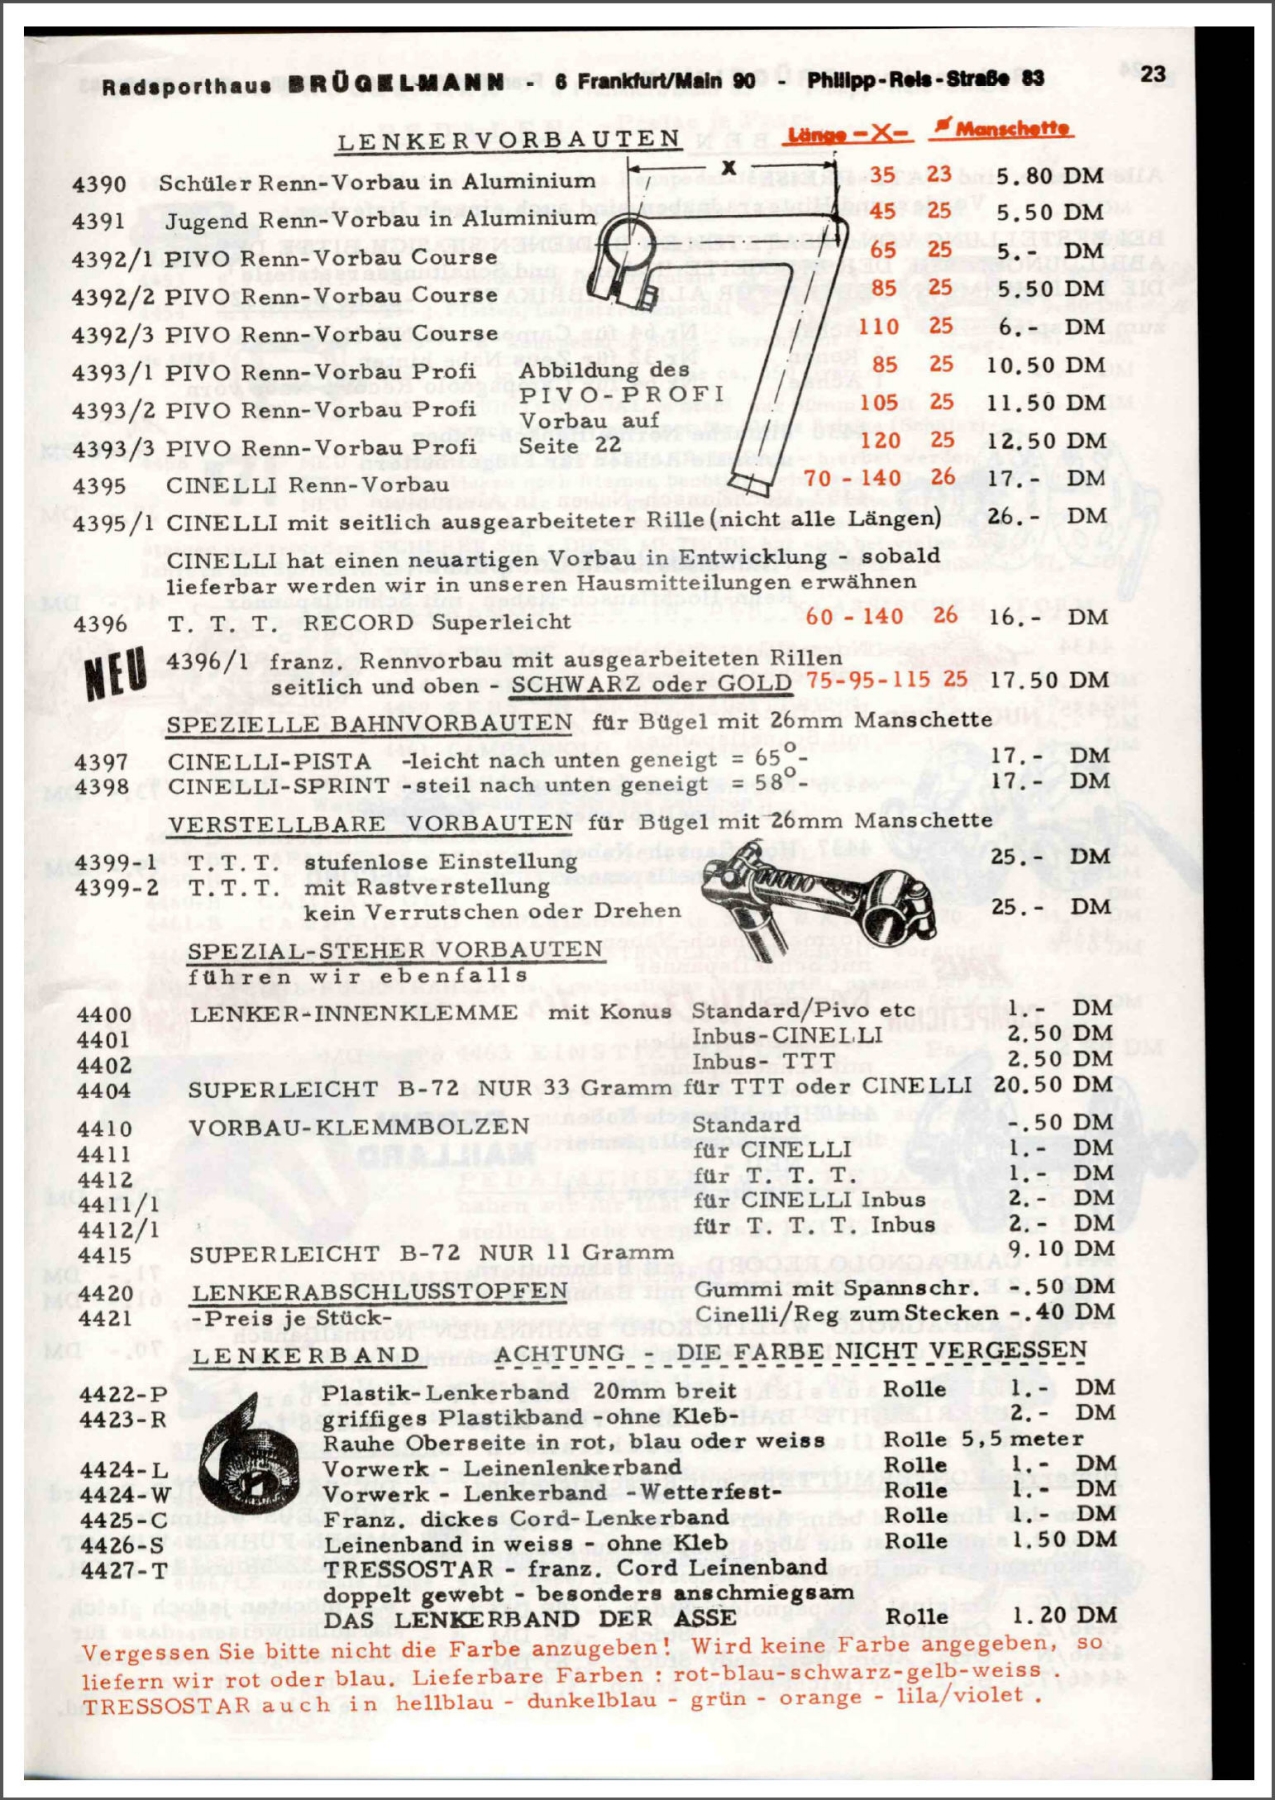 Radsporthaus BRÜGELMANN - 6 Frankfurt/Main 90 - Philipp-Reis-Straße 83 23
LENKERVORBAUTEN Länge -X- ø Manschette
X
4390 Schüler Renn-Vorbau in Aluminium 35 23 5.80 DM
4391 Jugend Renn-Vorbau in Aluminium 45 25 5.50 DM
4392/1 PIVO Renn-Vorbau Course 65 25 5.- DM
4392/2 PIVO Renn-Vorbau Course 85 25 5.50 DM
4392/3 PIVO Renn-Vorbau Course 110 25 6.- DM
4393/1 PIVO Renn-Vorbau Profi Abbildung des 85 25 10.50 DM
PIVO-PROFI
4393/2 PIVO Renn-Vorbau Profi Vorbau auf 105 25 11.50 DM
4393/3 PIVO Renn-Vorbau Profi Seite 22 120 25 12.50 DM
4395 CINELLI Renn-Vorbau 70 - 140 26 17.- DM
4395/1 CINELLI mit seitlich ausgearbeiteter Rille (nicht alle Längen) 26.- DM
CINELLI hat einen neuartigen Vorbau in Entwicklung - sobald
lieferbar werden wir in unseren Hausmitteilungen erwähnen
4396 T. T. T. RECORD Superleicht 60 - 140 26 16.- DM
NEU 4396/1 franz. Rennvorbau mit ausgearbeiteten Rillen
seitlich und oben - SCHWARZ oder GOLD 75-95-115 25 17.50 DM
SPEZIELLE BAHNVORBAUTEN für Bügel mit 26mm Manschette
4397 CINELLI-PISTA -leicht nach unten geneigt = 65°- 17.- DM
4398 CINELLI-SPRINT -steil nach unten geneigt = 58°- 17.- DM
VERSTELLBARE VORBAUTEN für Bügel mit 26mm Manschette
4399-1 T.T.T. stufenlose Einstellung 25.- DM
4399-2 T.T.T. mit Rastverstellung
kein Verrutschen oder Drehen 25.- DM
SPEZIAL-STEHER VORBAUTEN
führen wir ebenfalls
4400 LENKER-INNENKLEMME mit Konus Standard/Pivo etc 1.- DM
4401 Inbus-CINELLI 2.50 DM
4402 Inbus- TTT 2.50 DM
4404 SUPERLEICHT B-72 NUR 33 Gramm für TTT oder CINELLI 20.50 DM
4410 VORBAU-KLEMMBOLZEN Standard -.50 DM
4411 für CINELLI 1.- DM
4412 für T. T. T. 1.- DM
4411/1 für CINELLI Inbus 2.- DM
4412/1 für T. T. T. Inbus 2.- DM
4415 SUPERLEICHT B-72 NUR 11 Gramm 9.10 DM
4420 LENKERABSCHLUSSTOPFEN Gummi mit Spannschr. -.50 DM
4421 -Preis je Stück- Cinelli/Reg zum Stecken -.40 DM
LENKERBAND ACHTUNG - DIE FARBE NICHT VERGESSEN
4422-P Plastik-Lenkerband 20mm breit Rolle 1.- DM
4423-R griffiges Plastikband -ohne Kleb- 2.- DM
Rauhe Oberseite in rot, blau oder weiss Rolle 5,5 meter
4424-L Vorwerk - Leinenlenkerband Rolle 1.- DM
4424-W Vorwerk - Lenkerband -Wetterfest- Rolle 1.- DM
4425-C Franz. dickes Cord-Lenkerband Rolle 1.- DM
4426-S Leinenband in weiss - ohne Kleb Rolle 1.50 DM
4427-T TRESSOSTAR - franz. Cord Leinenband
doppelt gewebt - besonders anschmiegsam
DAS LENKERBAND DER ASSE Rolle 1.20 DM
Vergessen Sie bitte nicht die Farbe anzugeben! Wird keine Farbe angegeben, so
liefern wir rot oder blau. Lieferbare Farben : rot-blau-schwarz-gelb-weiss .
TRESSOSTAR auch in hellblau - dunkelblau - grün - orange - lila/violet .